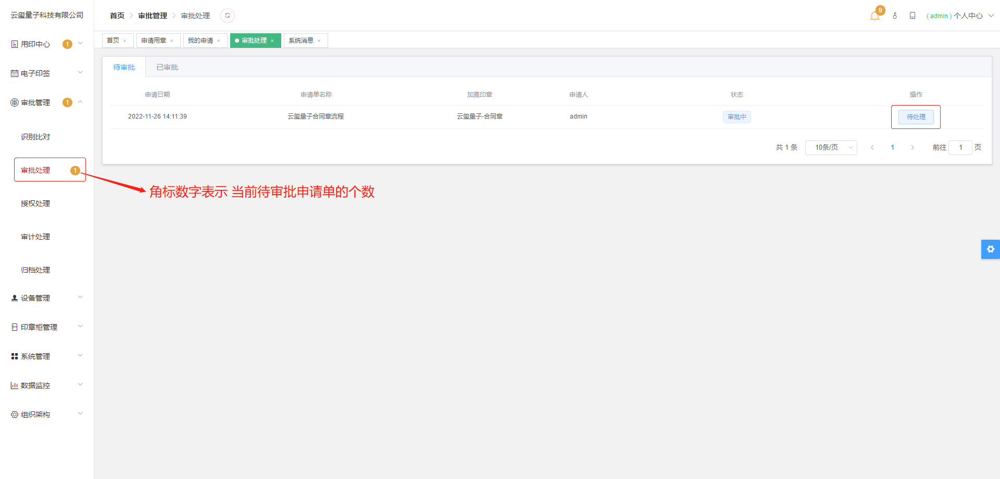 云玺量子科技有限公司
首页 审批管理 审批处理
9
( admin ) 个人中心
首页 × 申请用章 × 我的申请 × 审批处理 × 系统消息 ×
用印中心 1
电子印签
审批管理 1
识别比对
审批处理 1
授权处理
审计处理
归档处理
设备管理
印章柜管理
系统管理
数据监控
组织架构
待审批 已审批
申请日期 申请单名称 加盖印章 申请人 状态 操作
2022-11-26 14:11:39 云玺量子合同章流程 云玺量子-合同章 admin 审批中 待处理
共 1 条 10条/页 1 前往 1 页
角标数字表示 当前待审批申请单的个数